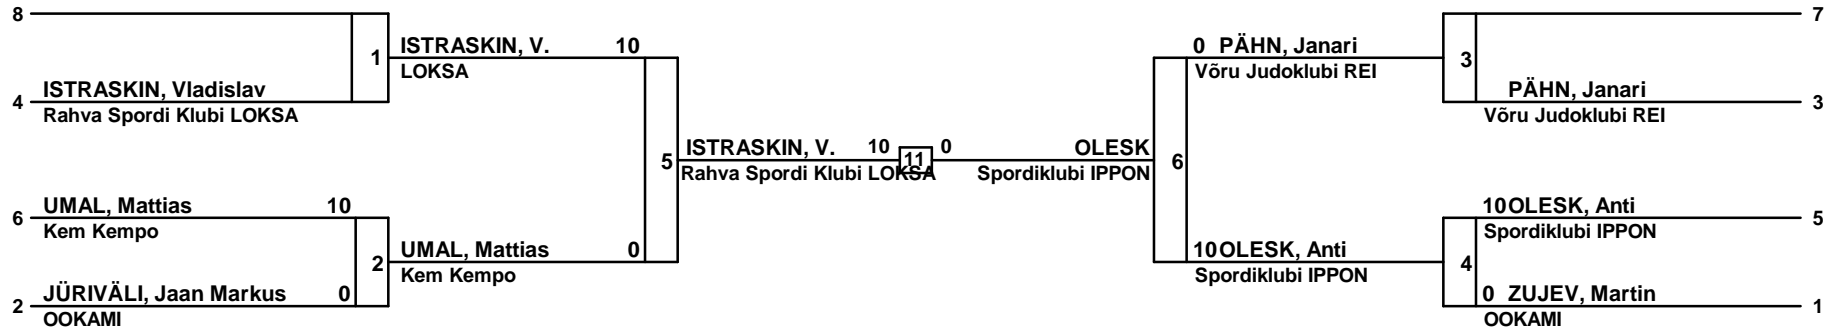 8
1
ISTRASKIN, V. 10
LOKSA
4 ISTRASKIN, Vladislav
Rahva Spordi Klubi LOKSA
5
ISTRASKIN, V. 10
Rahva Spordi Klubi LOKSA
6 UMAL, Mattias 10
Kem Kempo
2
UMAL, Mattias 0
Kem Kempo
2 JÜRIVÄLI, Jaan Markus 0
OOKAMI
11
0 OLESK
Spordiklubi IPPON
6
0 PÄHN, Janari
Võru Judoklubi REI
3
7
PÄHN, Janari 3
Võru Judoklubi REI
10 OLESK, Anti
Spordiklubi IPPON
4
10 OLESK, Anti 5
Spordiklubi IPPON
0 ZUJEV, Martin 1
OOKAMI